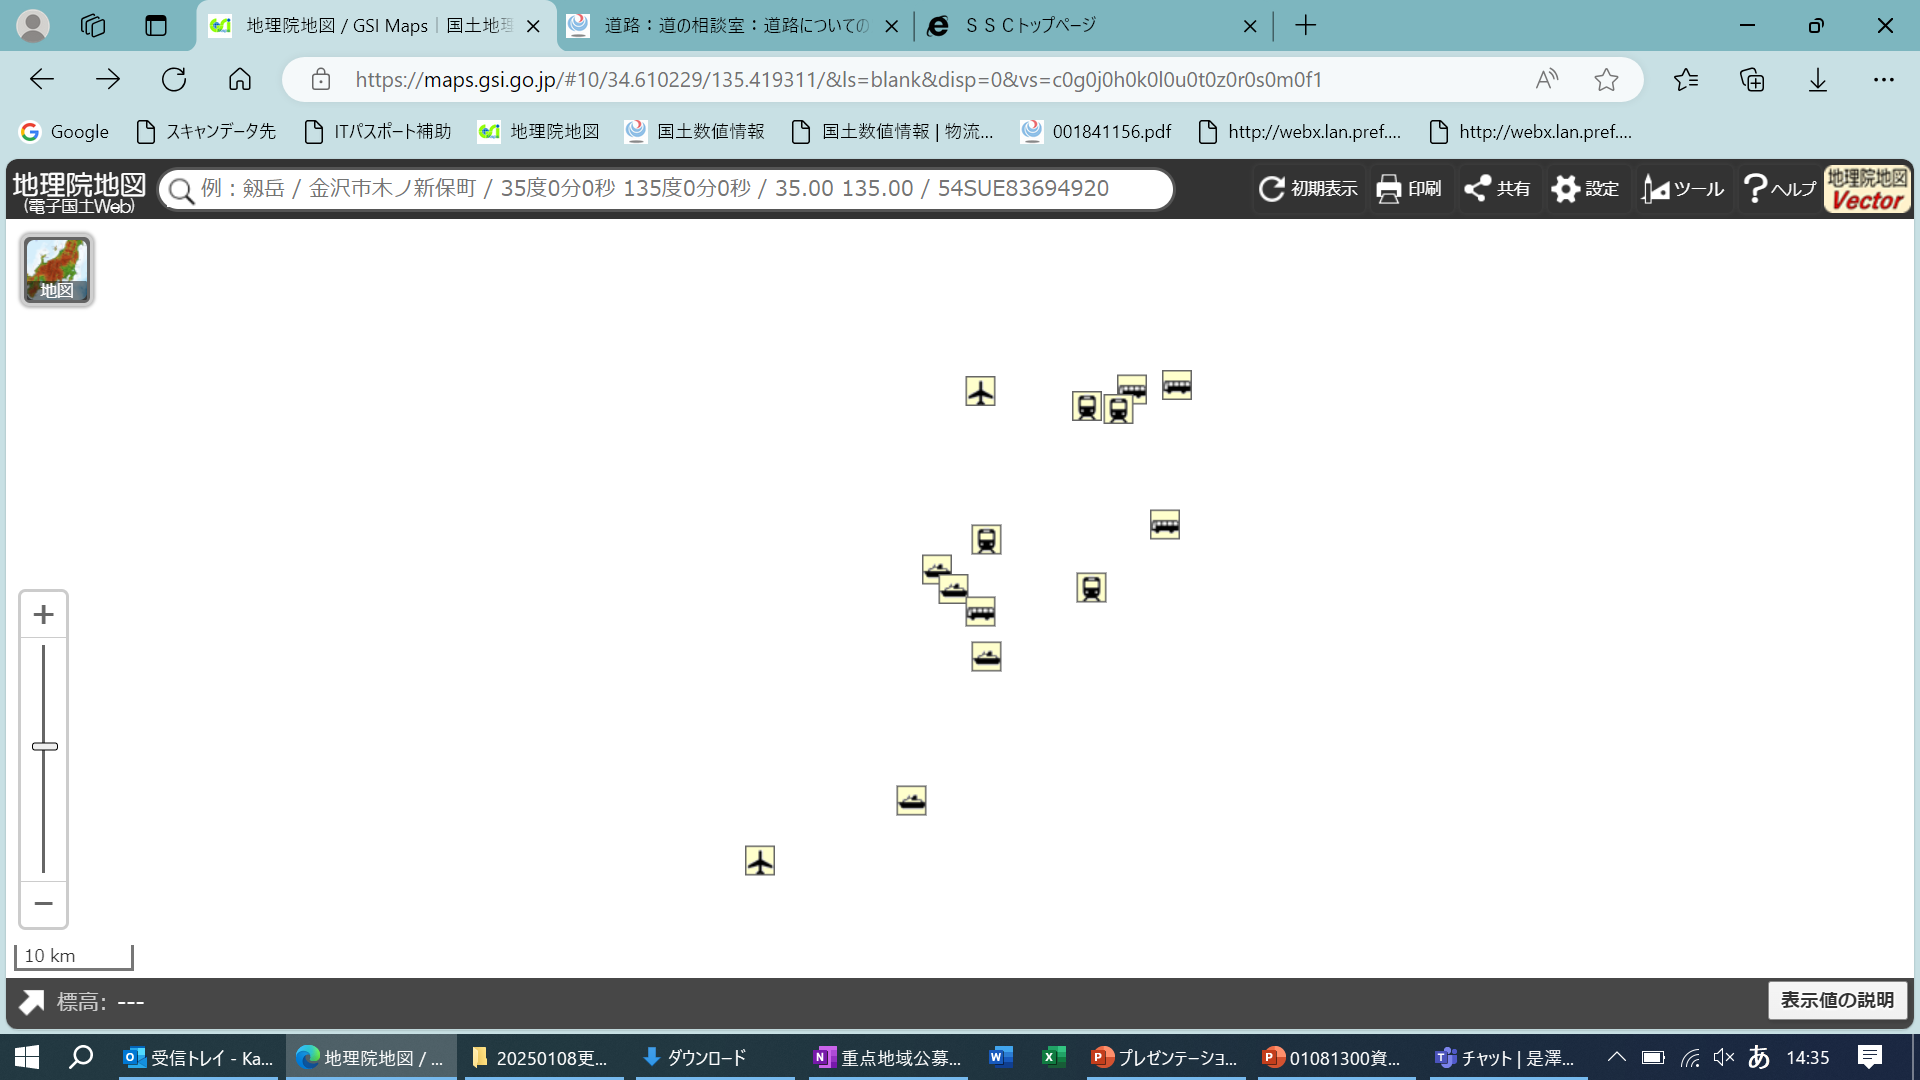 地理院地図 / GSI Maps｜国土地理
道路：道の相談室：道路についての
ＳＳＣトップページ
https://maps.gsi.go.jp/#10/34.610229/135.419311/&ls=blank&disp=0&vs=c0g0j0h0k0l0u0t0z0r0s0m0f1
Google スキャンデータ先 ITパスポート補助 地理院地図 国土数値情報 国土数値情報 | 物流... 001841156.pdf http://webx.lan.pref.... http://webx.lan.pref....
地理院地図
(電子国土Web)
例：剱岳 / 金沢市木ノ新保町 / 35度0分0秒 135度0分0秒 / 35.00 135.00 / 54SUE83694920
初期表示 印刷 共有 設定 ツール ヘルプ
地理院地図
Vector
地図
10 km
標高: ---
表示値の説明
受信トレイ - Ka... 地理院地図 / ... 20250108更... ダウンロード 重点地域公募... プレゼンテーショ... 01081300資... チャット | 是澤... あ 14:35